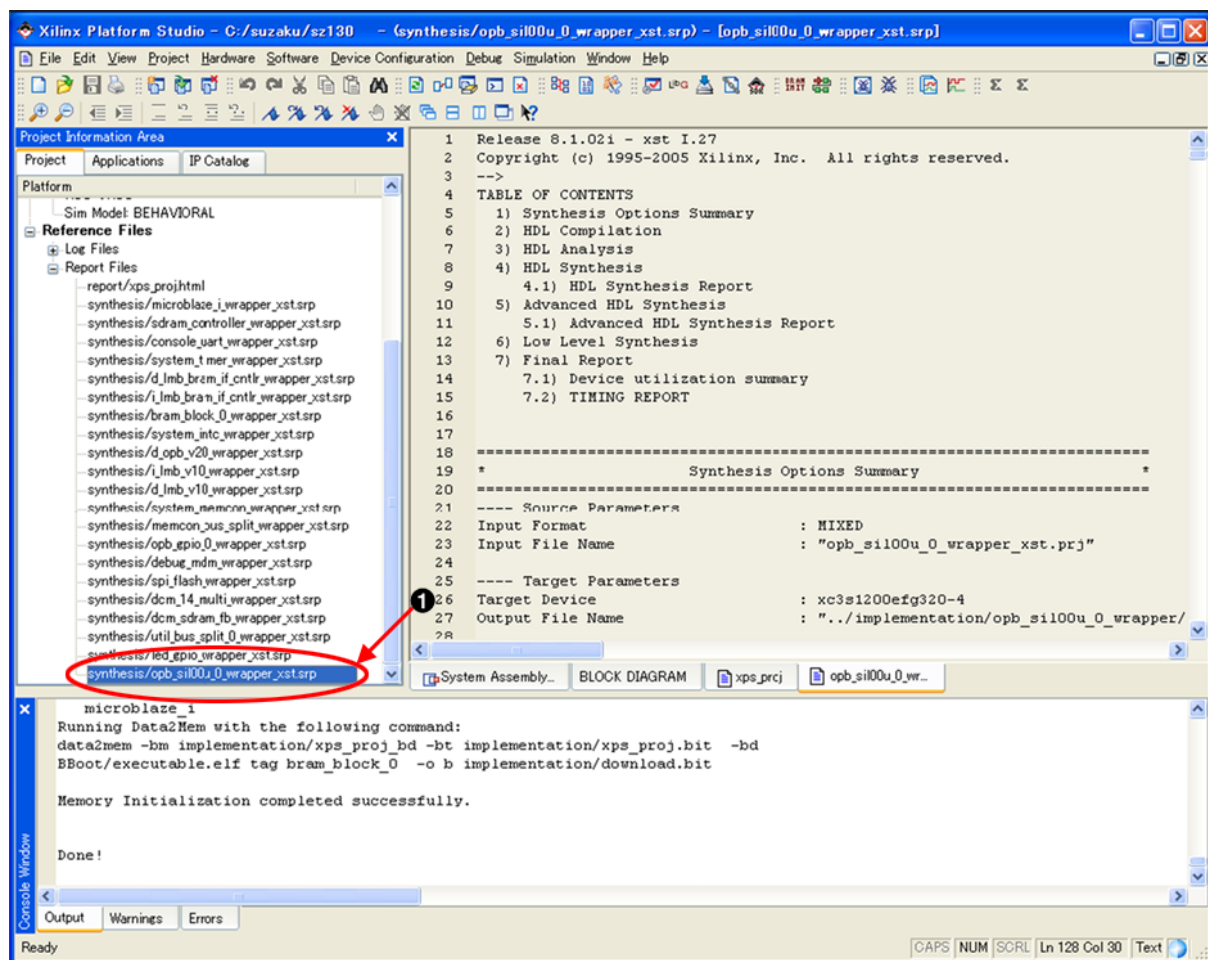 Xilinx Platform Studio - C:/suzaku/sz130 - (synthesis/opb_sil00u_0_wrapper_xst.srp) - [opb_sil00u_0_wrapper_xst.srp]
File Edit View Project Hardware Software Device Configuration Debug Simulation Window Help
Project Information Area
Project Applications IP Catalog
Platform
Sim Model: BEHAVIORAL
Reference Files
Log Files
Report Files
report/xps_proj.html
synthesis/microblaze_i_wrapper_xst.srp
synthesis/sdram_controller_wrapper_xst.srp
synthesis/console_uart_wrapper_xst.srp
synthesis/system_timer_wrapper_xst.srp
synthesis/d_lmb_bram_if_cntlr_wrapper_xst.srp
synthesis/i_lmb_bram_if_cntlr_wrapper_xst.srp
synthesis/bram_block_0_wrapper_xst.srp
synthesis/system_intc_wrapper_xst.srp
synthesis/d_opb_v20_wrapper_xst.srp
synthesis/i_lmb_v10_wrapper_xst.srp
synthesis/d_lmb_v10_wrapper_xst.srp
synthesis/system_memcon_wrapper_xst.srp
synthesis/memcon_bus_split_wrapper_xst.srp
synthesis/opb_gpio_0_wrapper_xst.srp
synthesis/debug_mdm_wrapper_xst.srp
synthesis/spi_flash_wrapper_xst.srp
synthesis/dcm_14_multi_wrapper_xst.srp
synthesis/dcm_sdram_fb_wrapper_xst.srp
synthesis/util_bus_split_0_wrapper_xst.srp
synthesis/led_gpio_wrapper_xst.srp
synthesis/opb_sil00u_0_wrapper_xst.srp
1
1 Release 8.1.02i - xst I.27
2 Copyright (c) 1995-2005 Xilinx, Inc. All rights reserved.
3 -->
4 TABLE OF CONTENTS
5 1) Synthesis Options Summary
6 2) HDL Compilation
7 3) HDL Analysis
8 4) HDL Synthesis
9 4.1) HDL Synthesis Report
10 5) Advanced HDL Synthesis
11 5.1) Advanced HDL Synthesis Report
12 6) Low Level Synthesis
13 7) Final Report
14 7.1) Device utilization summary
15 7.2) TIMING REPORT
16
17
18 =========================================================================
19 * Synthesis Options Summary *
20 =========================================================================
21 ---- Source Parameters
22 Input Format : MIXED
23 Input File Name : "opb_sil00u_0_wrapper_xst.prj"
24
25 ---- Target Parameters
26 Target Device : xc3s1200efg320-4
27 Output File Name : "../implementation/opb_sil00u_0_wrapper/
28
System Assembly... BLOCK DIAGRAM xps_proj opb_sil00u_0_wr...
microblaze_i
Running Data2Mem with the following command:
data2mem -bm implementation/xps_proj_bd -bt implementation/xps_proj.bit -bd
BBoot/executable.elf tag bram_block_0 -o b implementation/download.bit
Memory Initialization completed successfully.
Done!
Console Window
Output Warnings Errors
Ready CAPS NUM SCRL Ln 128 Col 30 Text